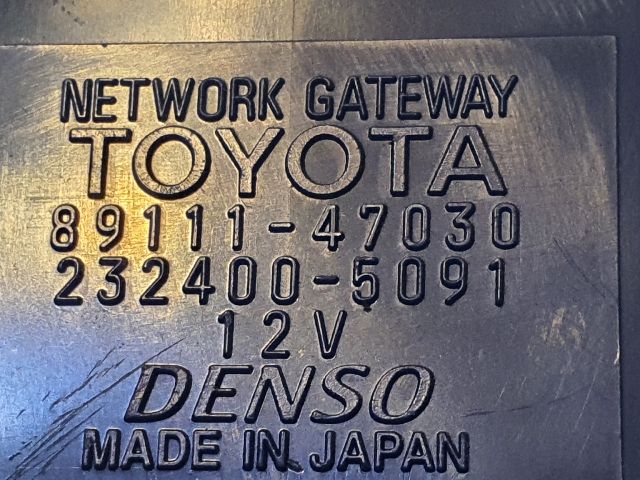 NETWORK GATEWAY
TOYOTA
89111-47030
232400-5091
12V
DENSO
MADE IN JAPAN